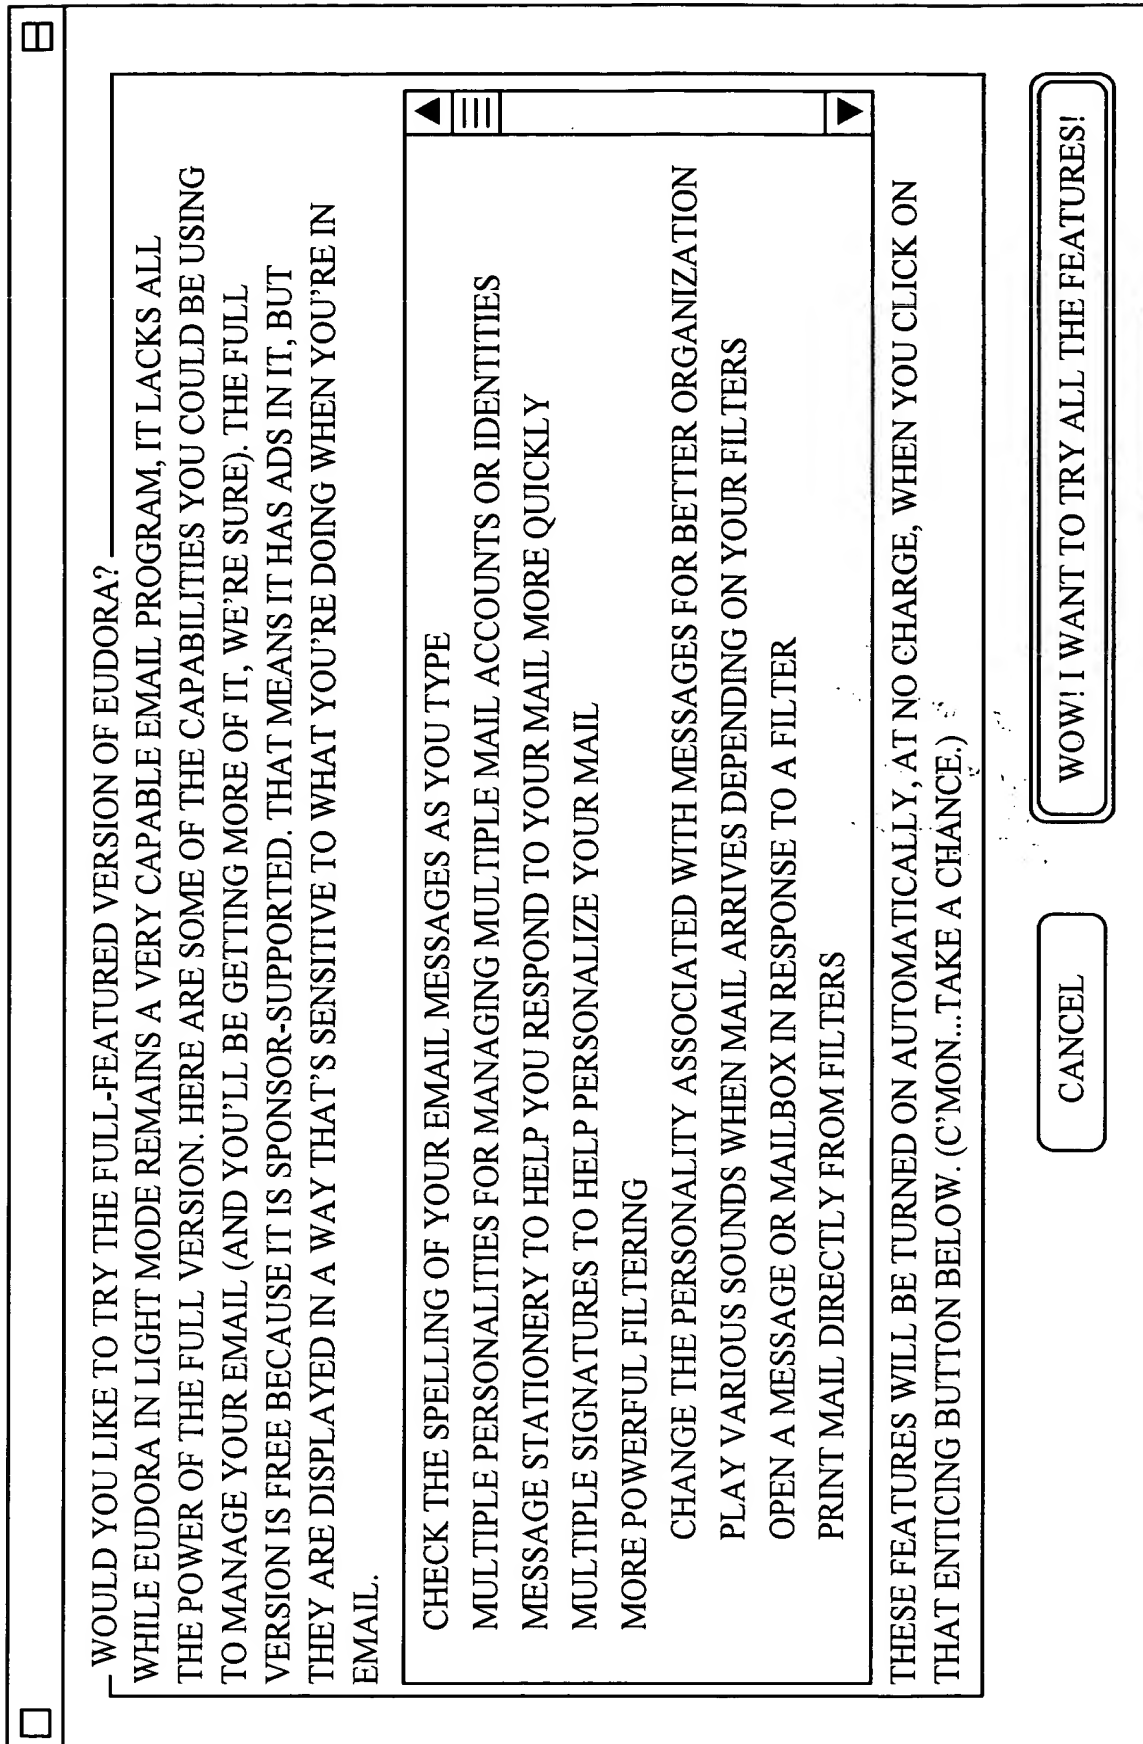 WOULD YOU LIKE TO TRY THE FULL-FEATURED VERSION OF EUDORA?
WHILE EUDORA IN LIGHT MODE REMAINS A VERY CAPABLE EMAIL PROGRAM, IT LACKS ALL
THE POWER OF THE FULL VERSION. HERE ARE SOME OF THE CAPABILITIES YOU COULD BE USING
TO MANAGE YOUR EMAIL (AND YOU'LL BE GETTING MORE OF IT, WE'RE SURE). THE FULL
VERSION IS FREE BECAUSE IT IS SPONSOR-SUPPORTED. THAT MEANS IT HAS ADS IN IT, BUT
THEY ARE DISPLAYED IN A WAY THAT'S SENSITIVE TO WHAT YOU'RE DOING WHEN YOU'RE IN
EMAIL.
CHECK THE SPELLING OF YOUR EMAIL MESSAGES AS YOU TYPE
MULTIPLE PERSONALITIES FOR MANAGING MULTIPLE MAIL ACCOUNTS OR IDENTITIES
MESSAGE STATIONERY TO HELP YOU RESPOND TO YOUR MAIL MORE QUICKLY
MULTIPLE SIGNATURES TO HELP PERSONALIZE YOUR MAIL
MORE POWERFUL FILTERING
CHANGE THE PERSONALITY ASSOCIATED WITH MESSAGES FOR BETTER ORGANIZATION
PLAY VARIOUS SOUNDS WHEN MAIL ARRIVES DEPENDING ON YOUR FILTERS
OPEN A MESSAGE OR MAILBOX IN RESPONSE TO A FILTER
PRINT MAIL DIRECTLY FROM FILTERS
THESE FEATURES WILL BE TURNED ON AUTOMATICALLY, AT NO CHARGE, WHEN YOU CLICK ON
THAT ENTICING BUTTON BELOW. (C'MON...TAKE A CHANCE.)
CANCEL
WOW! I WANT TO TRY ALL THE FEATURES!